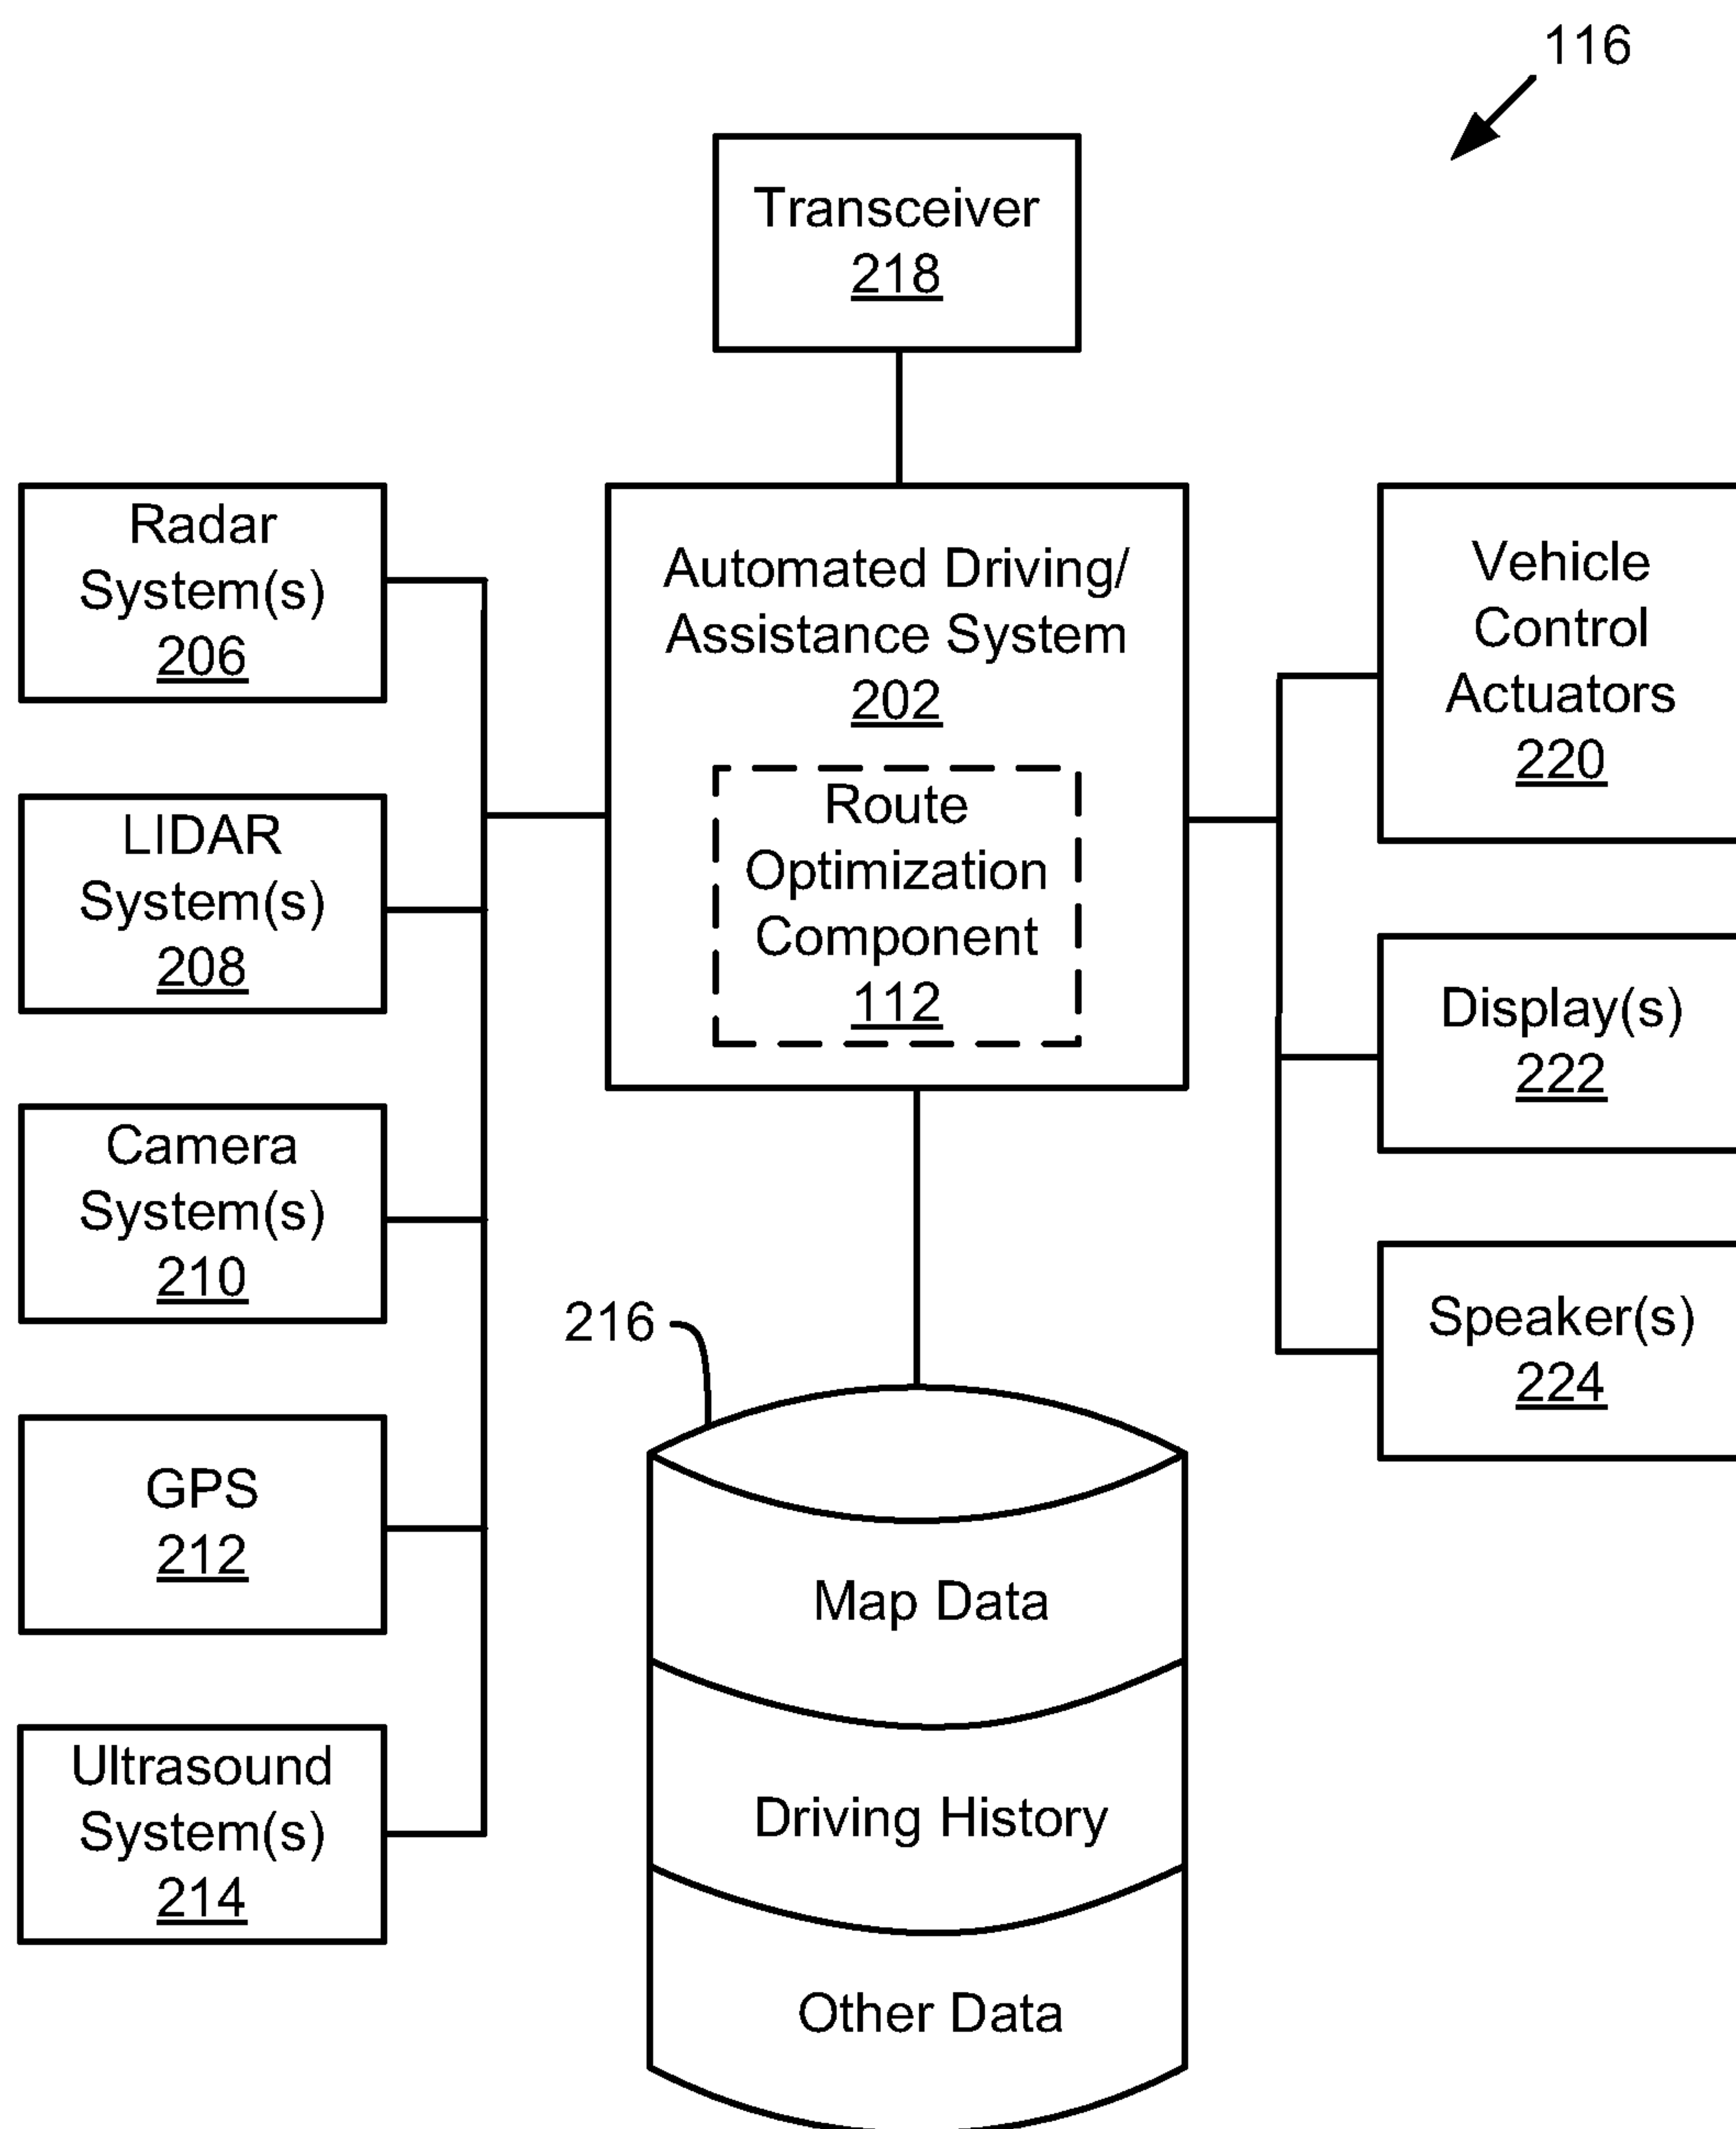 116
Transceiver
218
Radar
System(s)
206
LIDAR
System(s)
208
Camera
System(s)
210
GPS
212
Ultrasound
System(s)
214
Automated Driving/
Assistance System
202
Route
Optimization
Component
112
Vehicle
Control
Actuators
220
Display(s)
222
Speaker(s)
224
216
Map Data
Driving History
Other Data